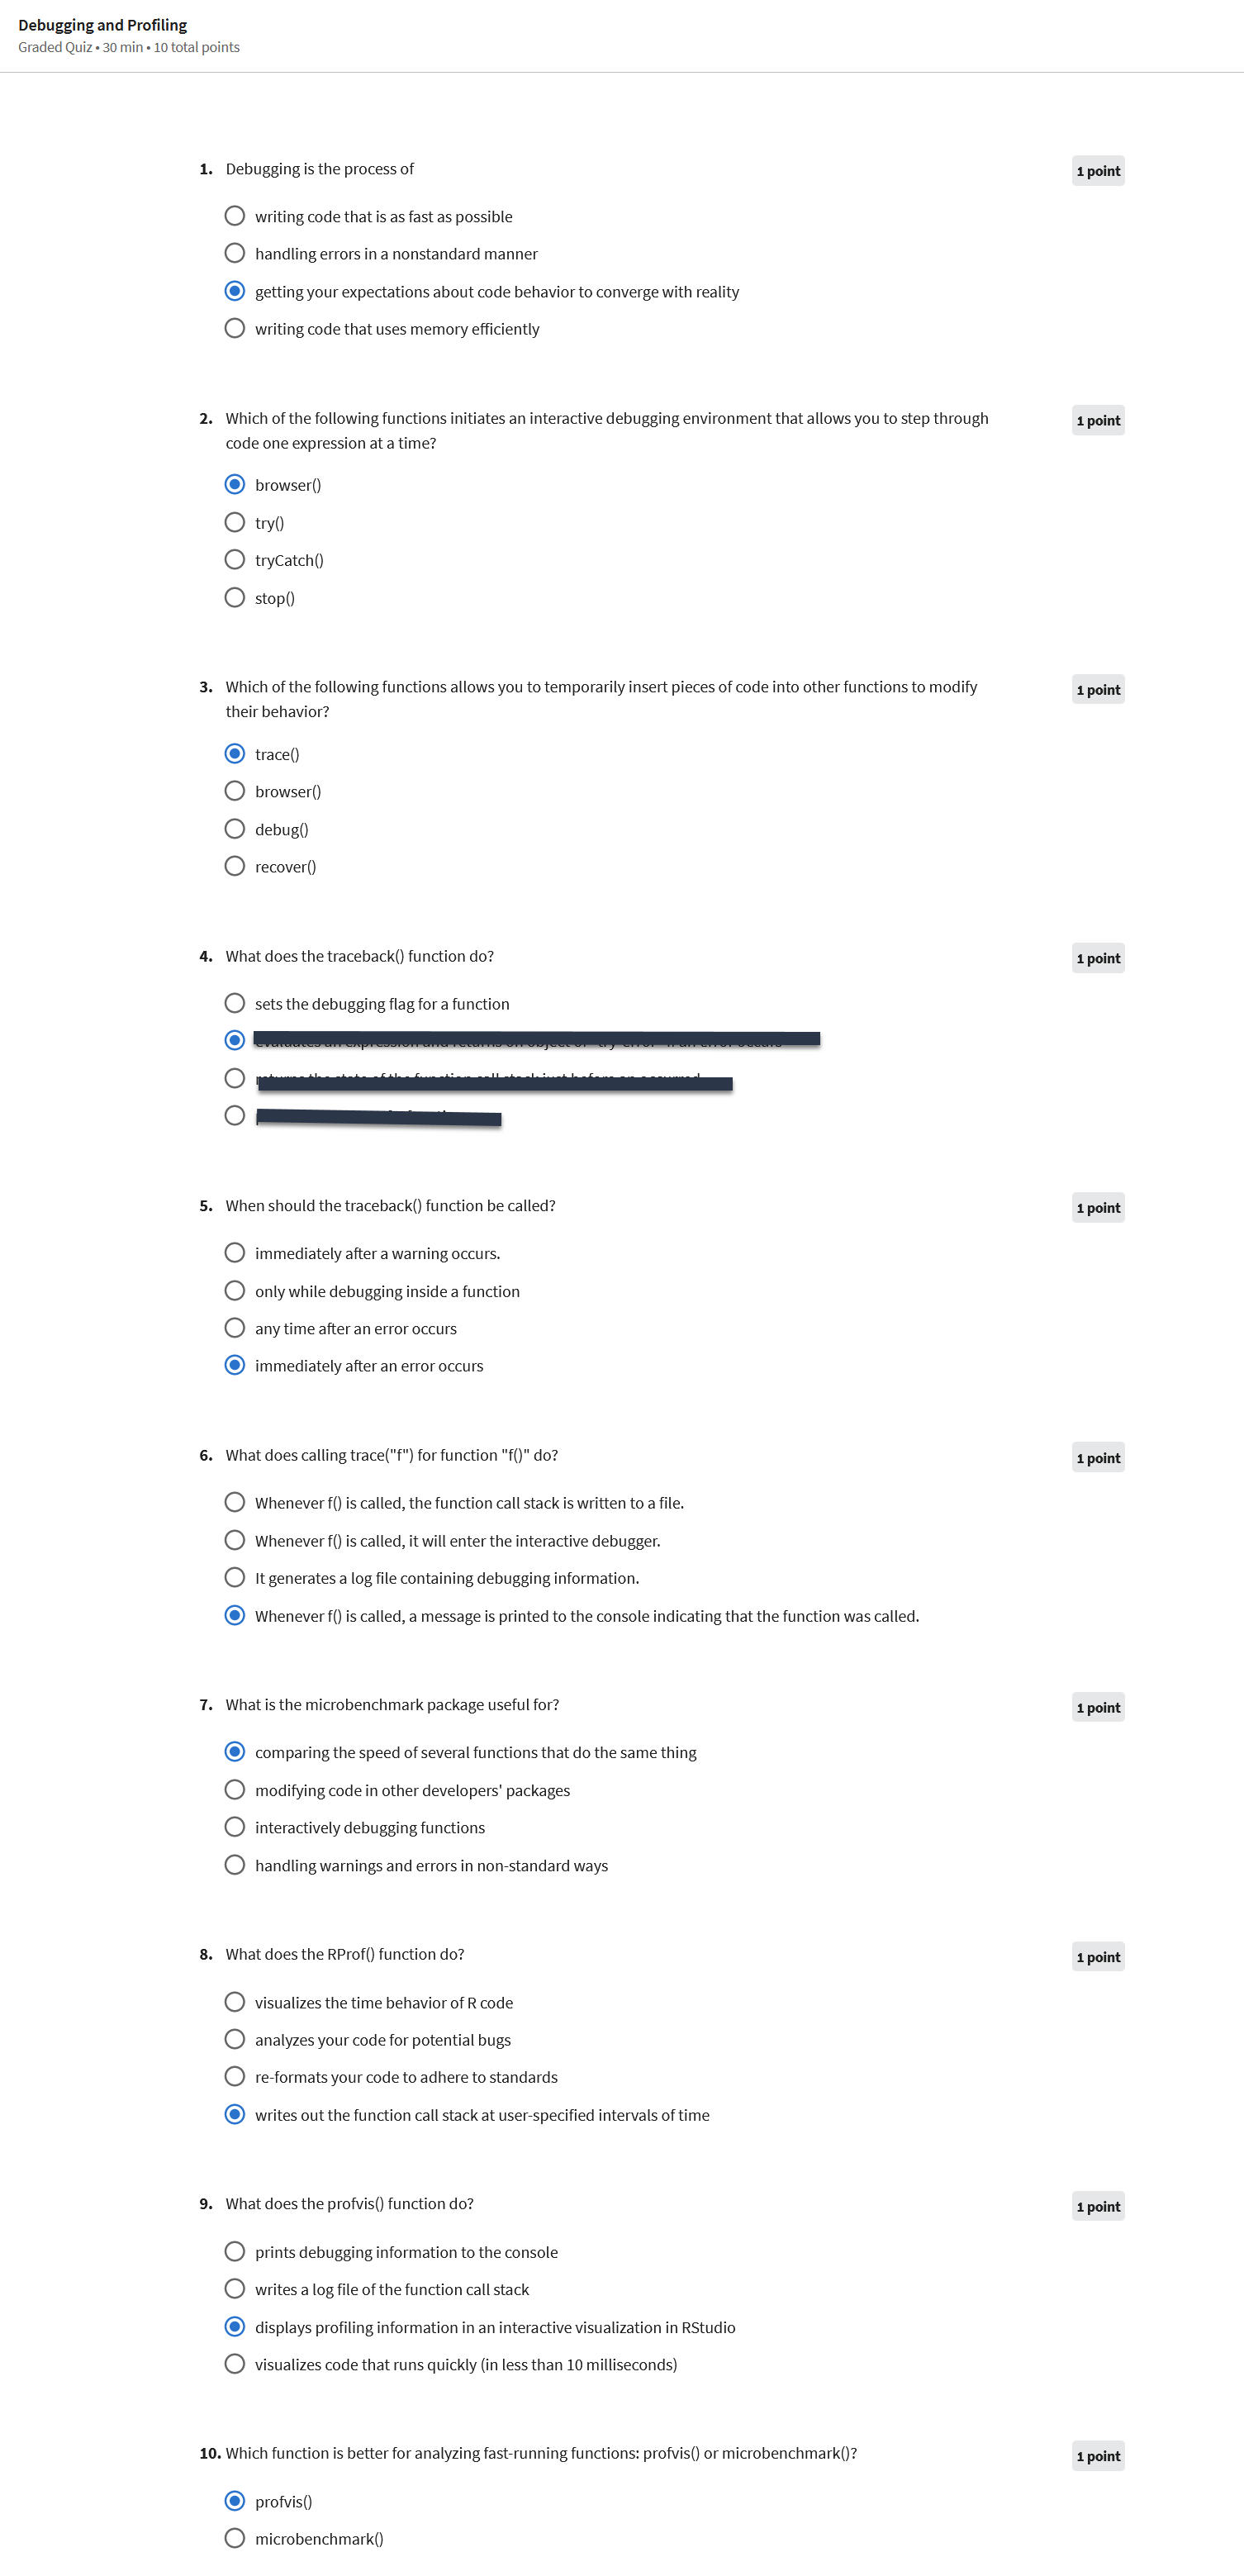 Debugging and Profiling
Graded Quiz • 30 min • 10 total points
1. Debugging is the process of
1 point
writing code that is as fast as possible
handling errors in a nonstandard manner
getting your expectations about code behavior to converge with reality
writing code that uses memory efficiently
2. Which of the following functions initiates an interactive debugging environment that allows you to step through
code one expression at a time?
1 point
browser()
try()
tryCatch()
stop()
3. Which of the following functions allows you to temporarily insert pieces of code into other functions to modify
their behavior?
1 point
trace()
browser()
debug()
recover()
4. What does the traceback() function do?
1 point
sets the debugging flag for a function
5. When should the traceback() function be called?
1 point
immediately after a warning occurs.
only while debugging inside a function
any time after an error occurs
immediately after an error occurs
6. What does calling trace("f") for function "f()" do?
1 point
Whenever f() is called, the function call stack is written to a file.
Whenever f() is called, it will enter the interactive debugger.
It generates a log file containing debugging information.
Whenever f() is called, a message is printed to the console indicating that the function was called.
7. What is the microbenchmark package useful for?
1 point
comparing the speed of several functions that do the same thing
modifying code in other developers' packages
interactively debugging functions
handling warnings and errors in non-standard ways
8. What does the RProf() function do?
1 point
visualizes the time behavior of R code
analyzes your code for potential bugs
re-formats your code to adhere to standards
writes out the function call stack at user-specified intervals of time
9. What does the profvis() function do?
1 point
prints debugging information to the console
writes a log file of the function call stack
displays profiling information in an interactive visualization in RStudio
visualizes code that runs quickly (in less than 10 milliseconds)
10. Which function is better for analyzing fast-running functions: profvis() or microbenchmark()?
1 point
profvis()
microbenchmark()